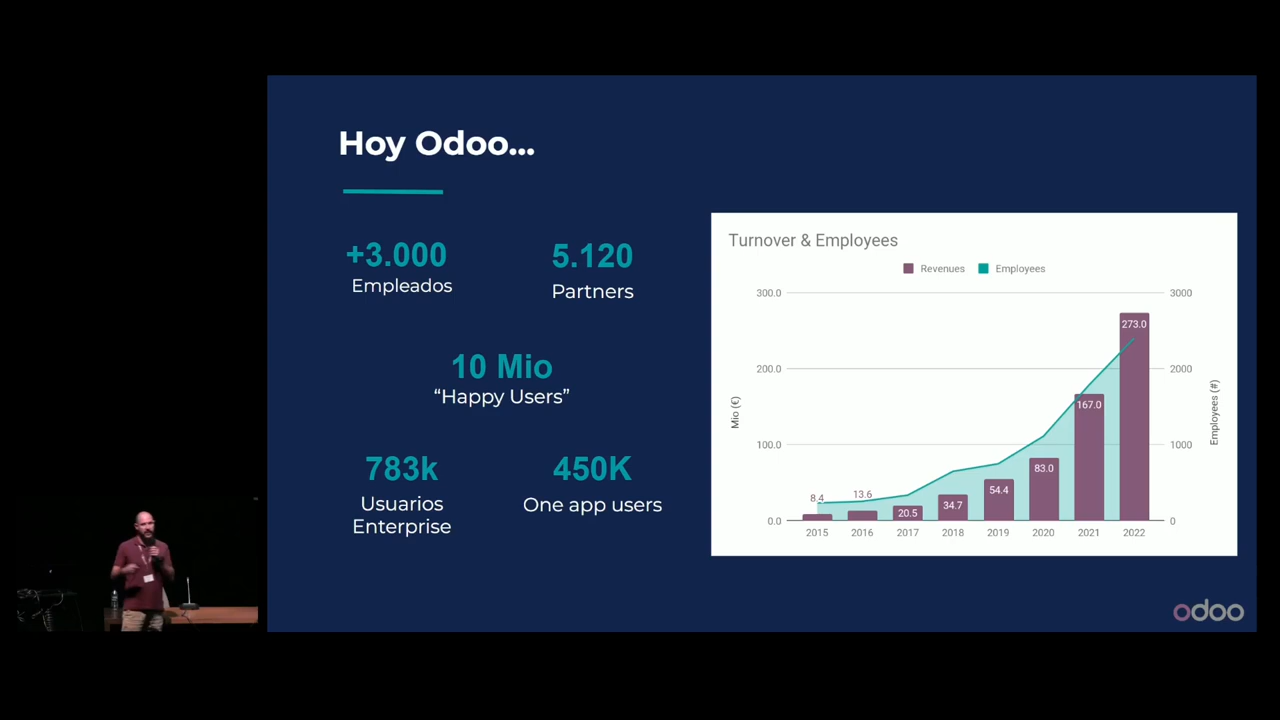 Hoy Odoo...
+3.000
Empleados
5.120
Partners
10 Mio
“Happy Users”
783k
Usuarios
Enterprise
450K
One app users
Turnover & Employees
Revenues
Employees
300.0
200.0
100.0
0.0
Mio (€)
3000
2000
1000
0
Employees (#)
8.4
13.6
20.5
34.7
54.4
83.0
167.0
273.0
2015
2016
2017
2018
2019
2020
2021
2022
odoo